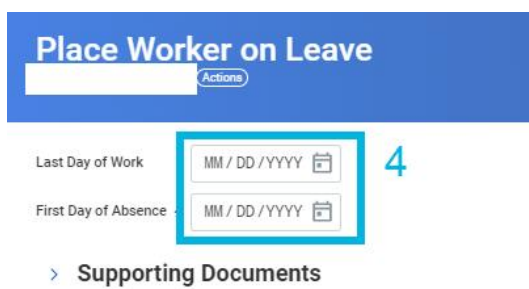 Place Worker on Leave
Actions
Last Day of Work MM / DD / YYYY 4
First Day of Absence MM / DD / YYYY
> Supporting Documents